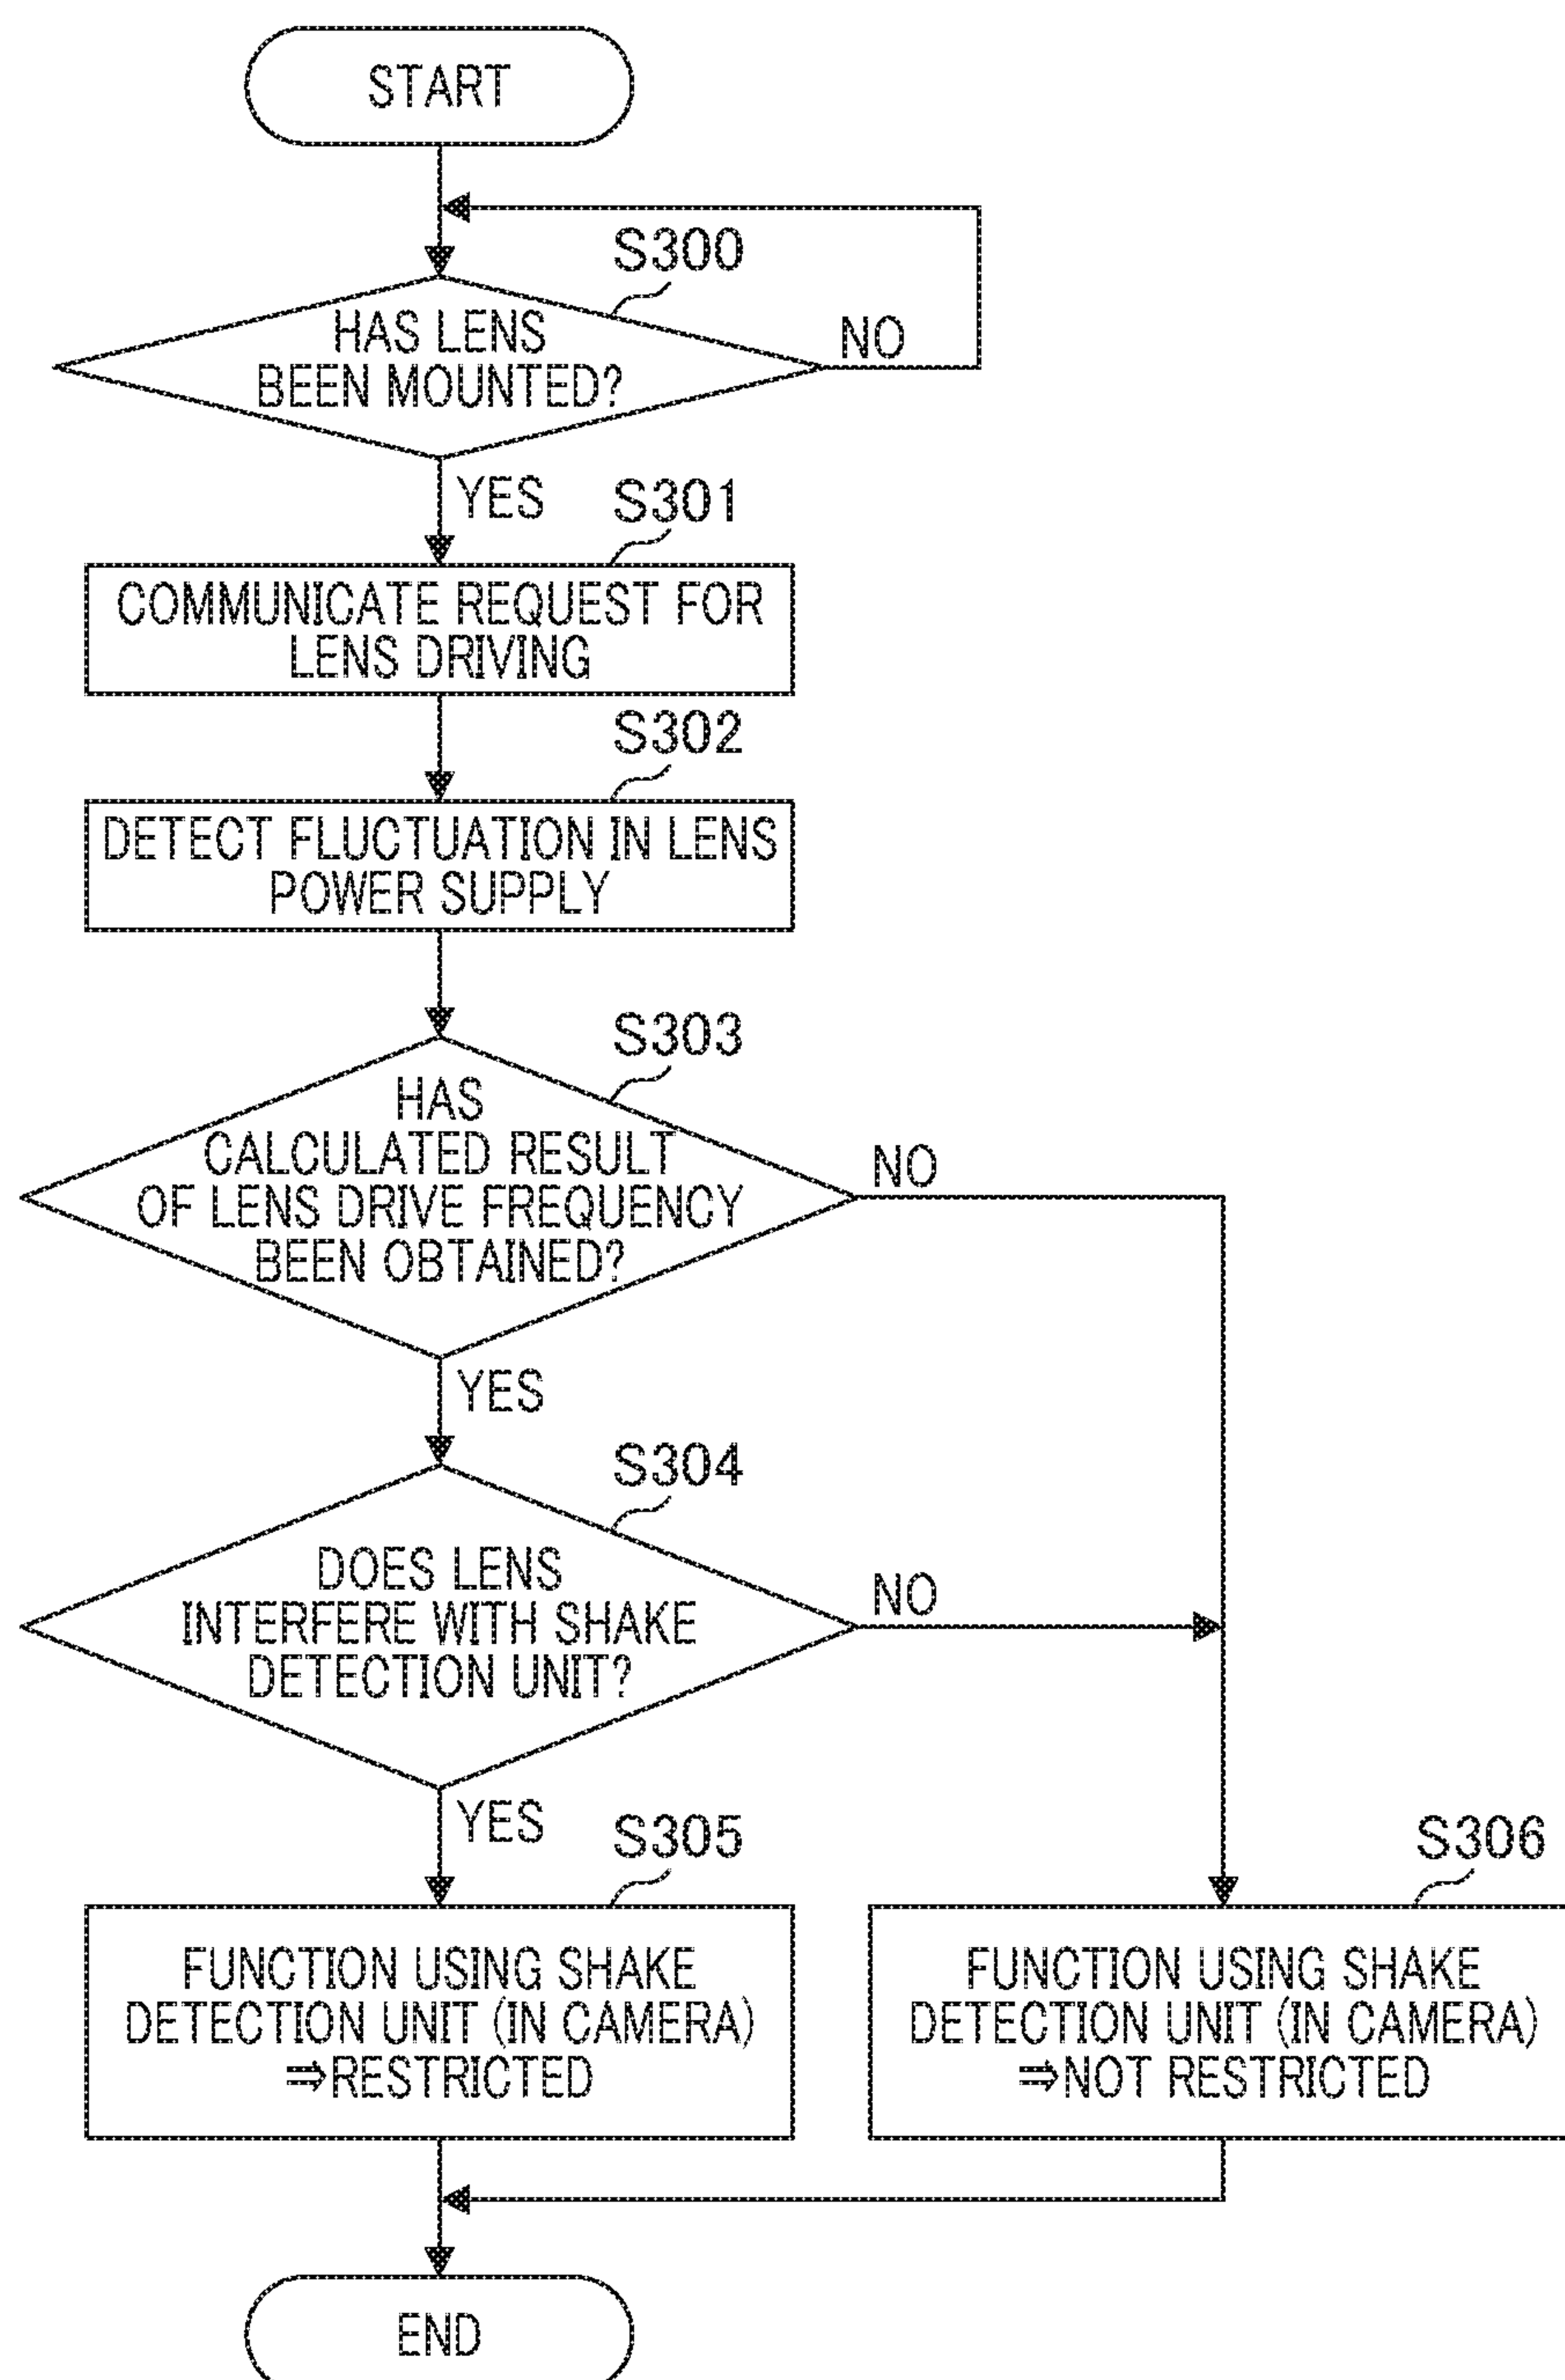 START
S300
HAS LENS
BEEN MOUNTED?
NO
YES
S301
COMMUNICATE REQUEST FOR
LENS DRIVING
S302
DETECT FLUCTUATION IN LENS
POWER SUPPLY
S303
HAS
CALCULATED RESULT
OF LENS DRIVE FREQUENCY
BEEN OBTAINED?
NO
YES
S304
DOES LENS
INTERFERE WITH SHAKE
DETECTION UNIT?
NO
YES
S305
FUNCTION USING SHAKE
DETECTION UNIT (IN CAMERA)
⇒RESTRICTED
S306
FUNCTION USING SHAKE
DETECTION UNIT (IN CAMERA)
⇒NOT RESTRICTED
END